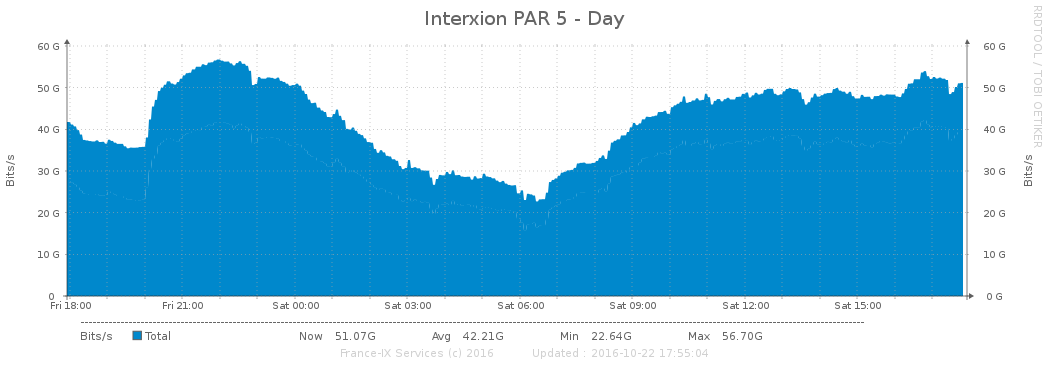 Interxion PAR 5 - Day
RRDTOOL / TOBI OETIKER
Bits/s
60 G
50 G
40 G
30 G
20 G
10 G
0
60 G
50 G
40 G
30 G
20 G
10 G
0 G
Bits/s
Fri 18:00 Fri 21:00 Sat 00:00 Sat 03:00 Sat 06:00 Sat 09:00 Sat 12:00 Sat 15:00
Bits/s Total Now 51.07G Avg 42.21G Min 22.64G Max 56.70G
France-IX Services (c) 2016 Updated : 2016-10-22 17:55:04